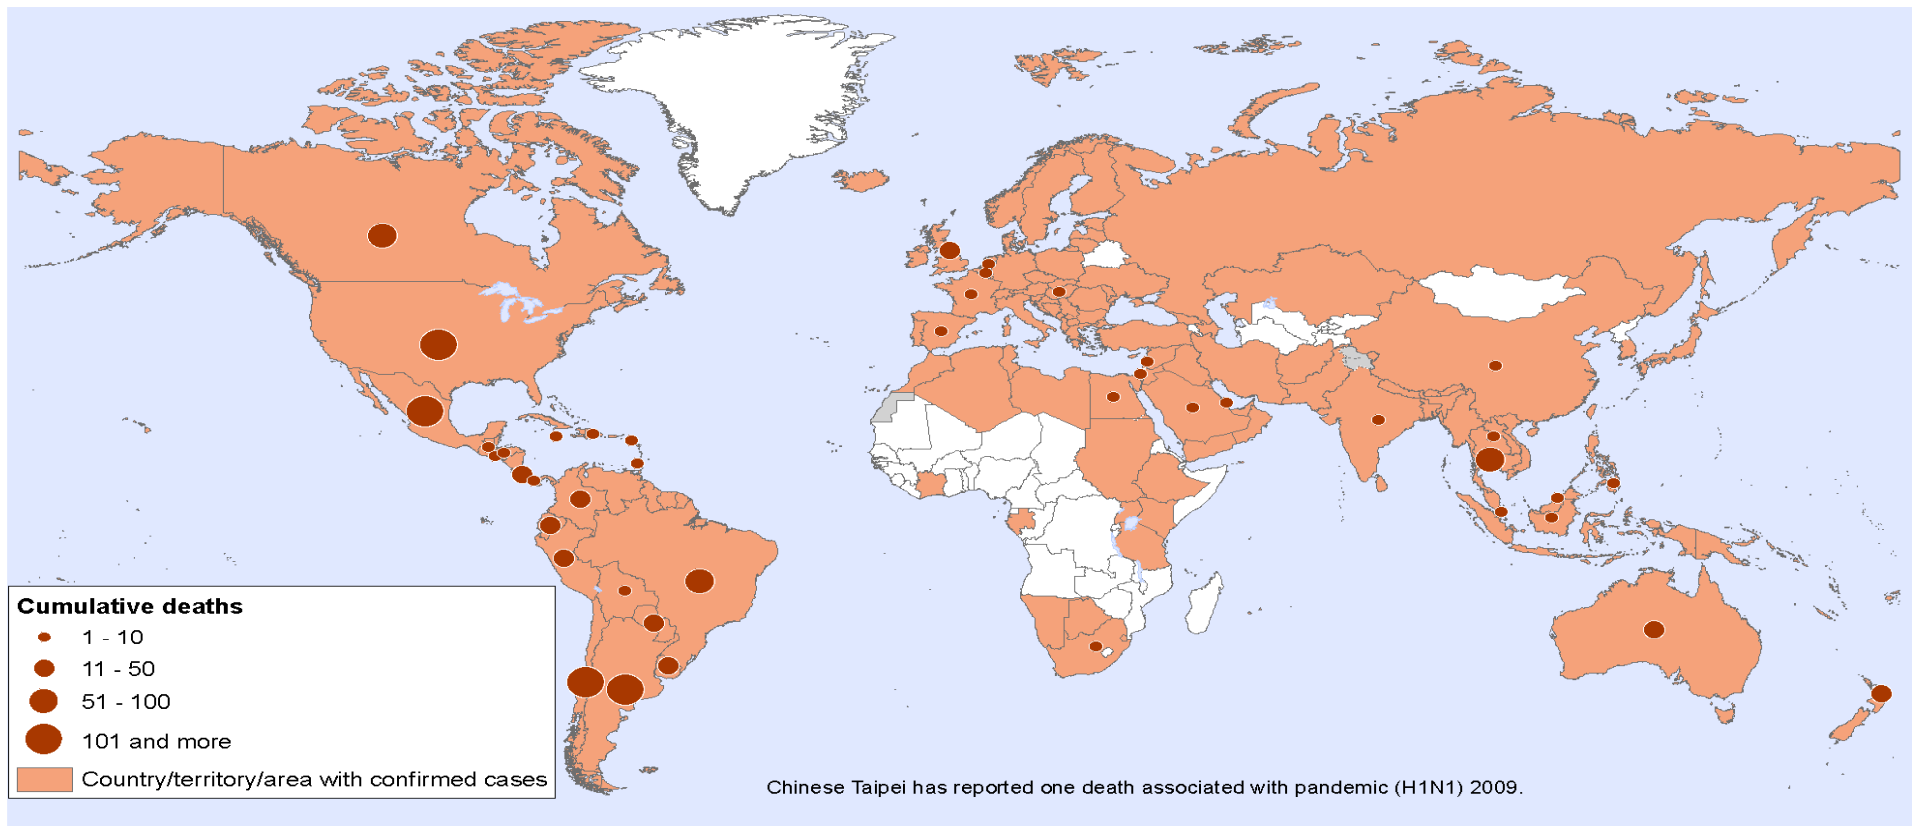 Cumulative deaths
1 - 10
11 - 50
51 - 100
101 and more
Country/territory/area with confirmed cases
Chinese Taipei has reported one death associated with pandemic (H1N1) 2009.